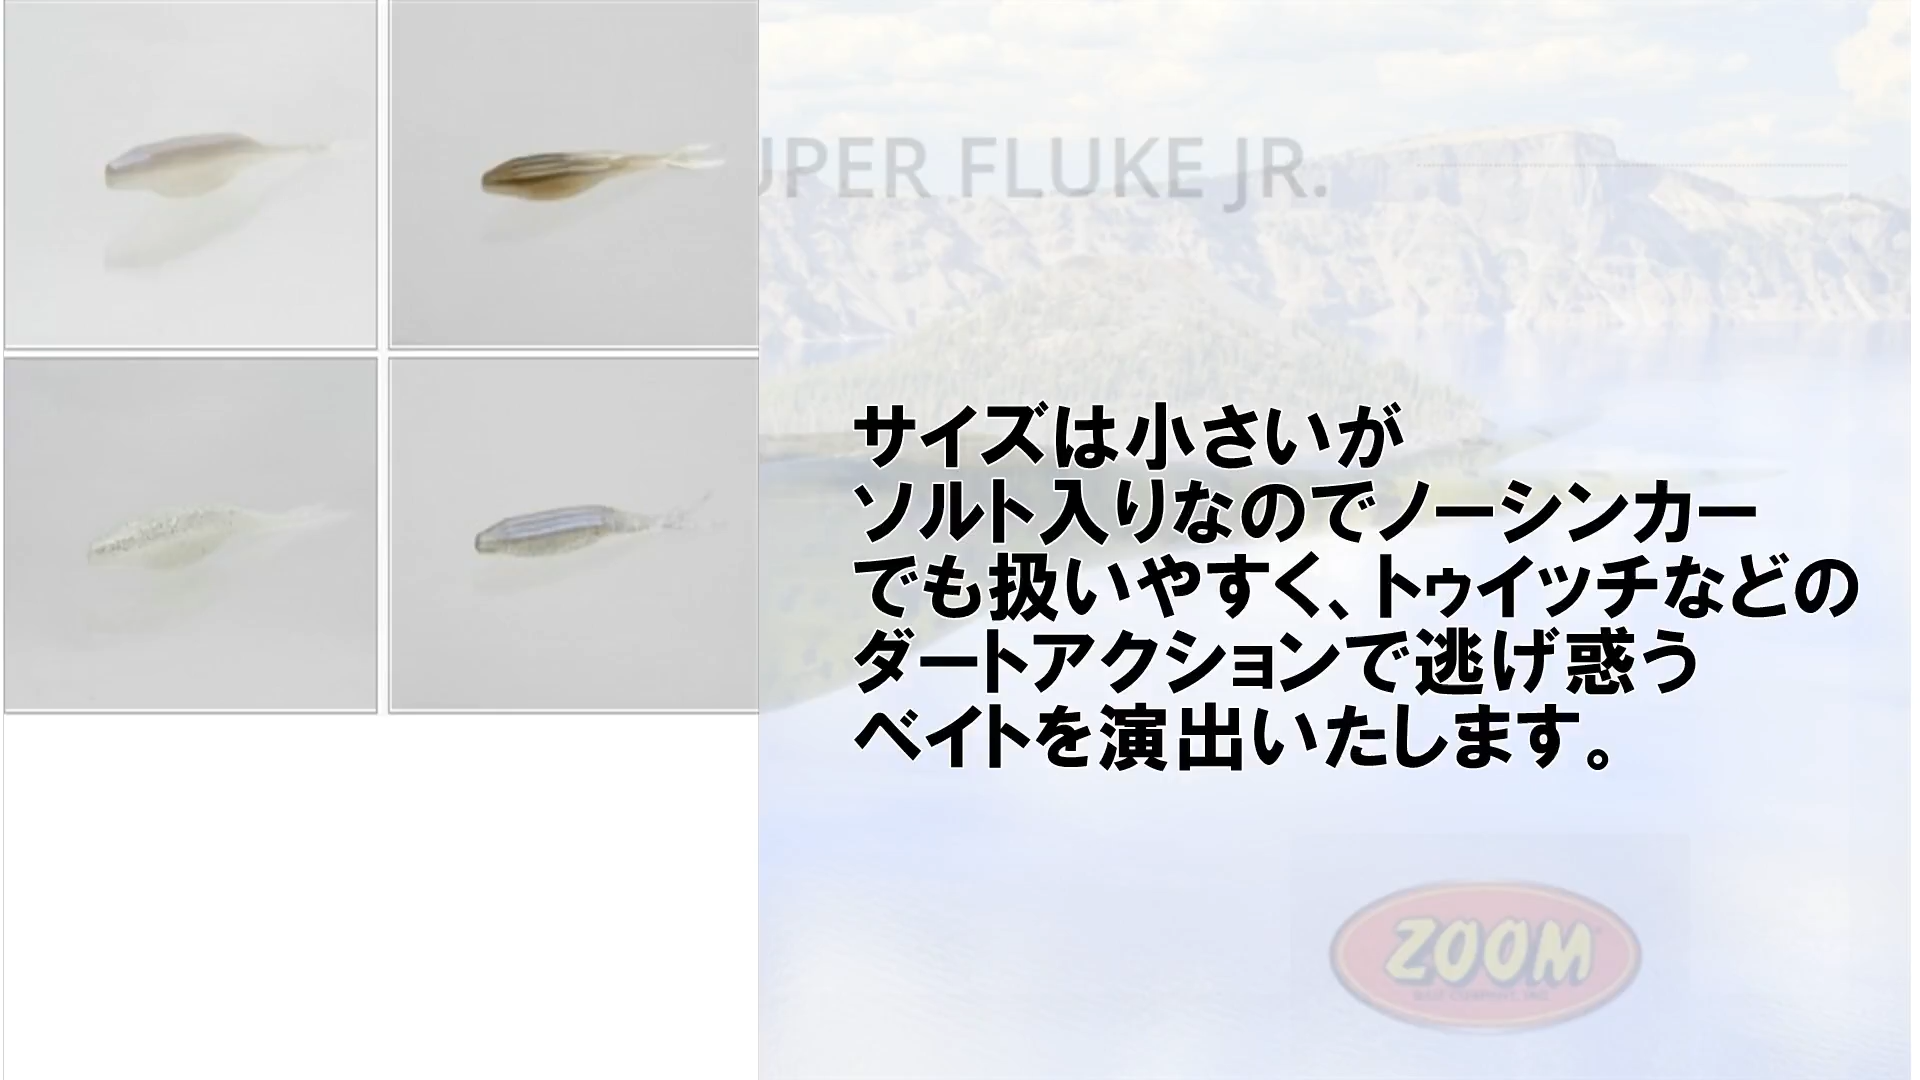 UPER FLUKE JR.
サイズは小さいが
ソルト入りなのでノーシンカー
でも扱いやすく、トゥイッチなどの
ダートアクションで逃げ惑う
ベイトを演出いたします。
ZOOM
BAIT COMPANY, INC.